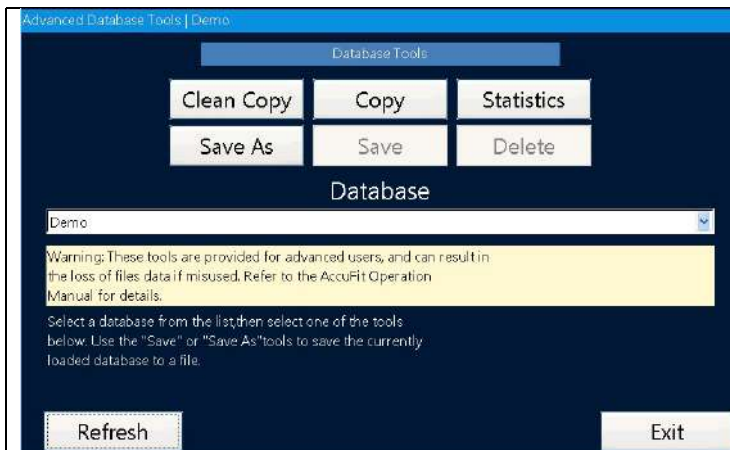 Advanced Database Tools | Demo
Database Tools
Clean Copy
Copy
Statistics
Save As
Save
Delete
Database
Demo
Warning: These tools are provided for advanced users, and can result in
the loss of files data if misused. Refer to the AccuFit Operation
Manual for details.
Select a database from the list,then select one of the tools
below. Use the "Save" or "Save As"tools to save the currently
loaded database to a file.
Refresh
Exit